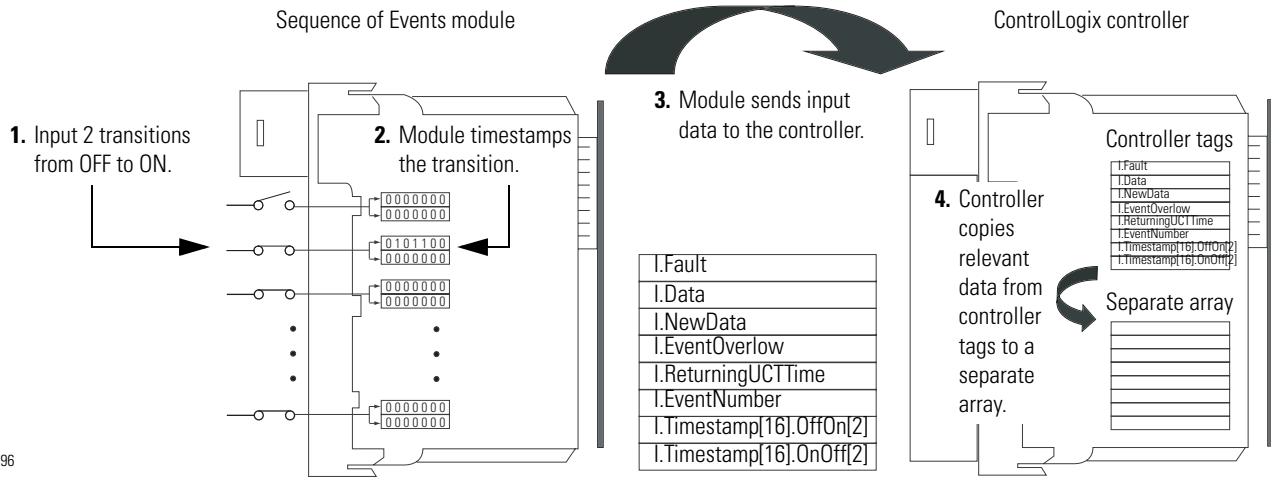 Sequence of Events module
ControlLogix controller
1. Input 2 transitions
from OFF to ON.
2. Module timestamps
the transition.
0000000
0000000
0101100
0000000
0000000
0000000
0000000
0000000
3. Module sends input
data to the controller.
I.Fault
I.Data
I.NewData
I.EventOverlow
I.ReturningUCTTime
I.EventNumber
I.Timestamp[16].OffOn[2]
I.Timestamp[16].OnOff[2]
4. Controller
copies
relevant
data from
controller
tags to a
separate
array.
Controller tags
I.Fault
I.Data
I.NewData
I.EventOverlow
I.ReturningUCTTime
I.EventNumber
I.Timestamp[16].OffOn[2]
I.Timestamp[16].OnOff[2]
Separate array
96